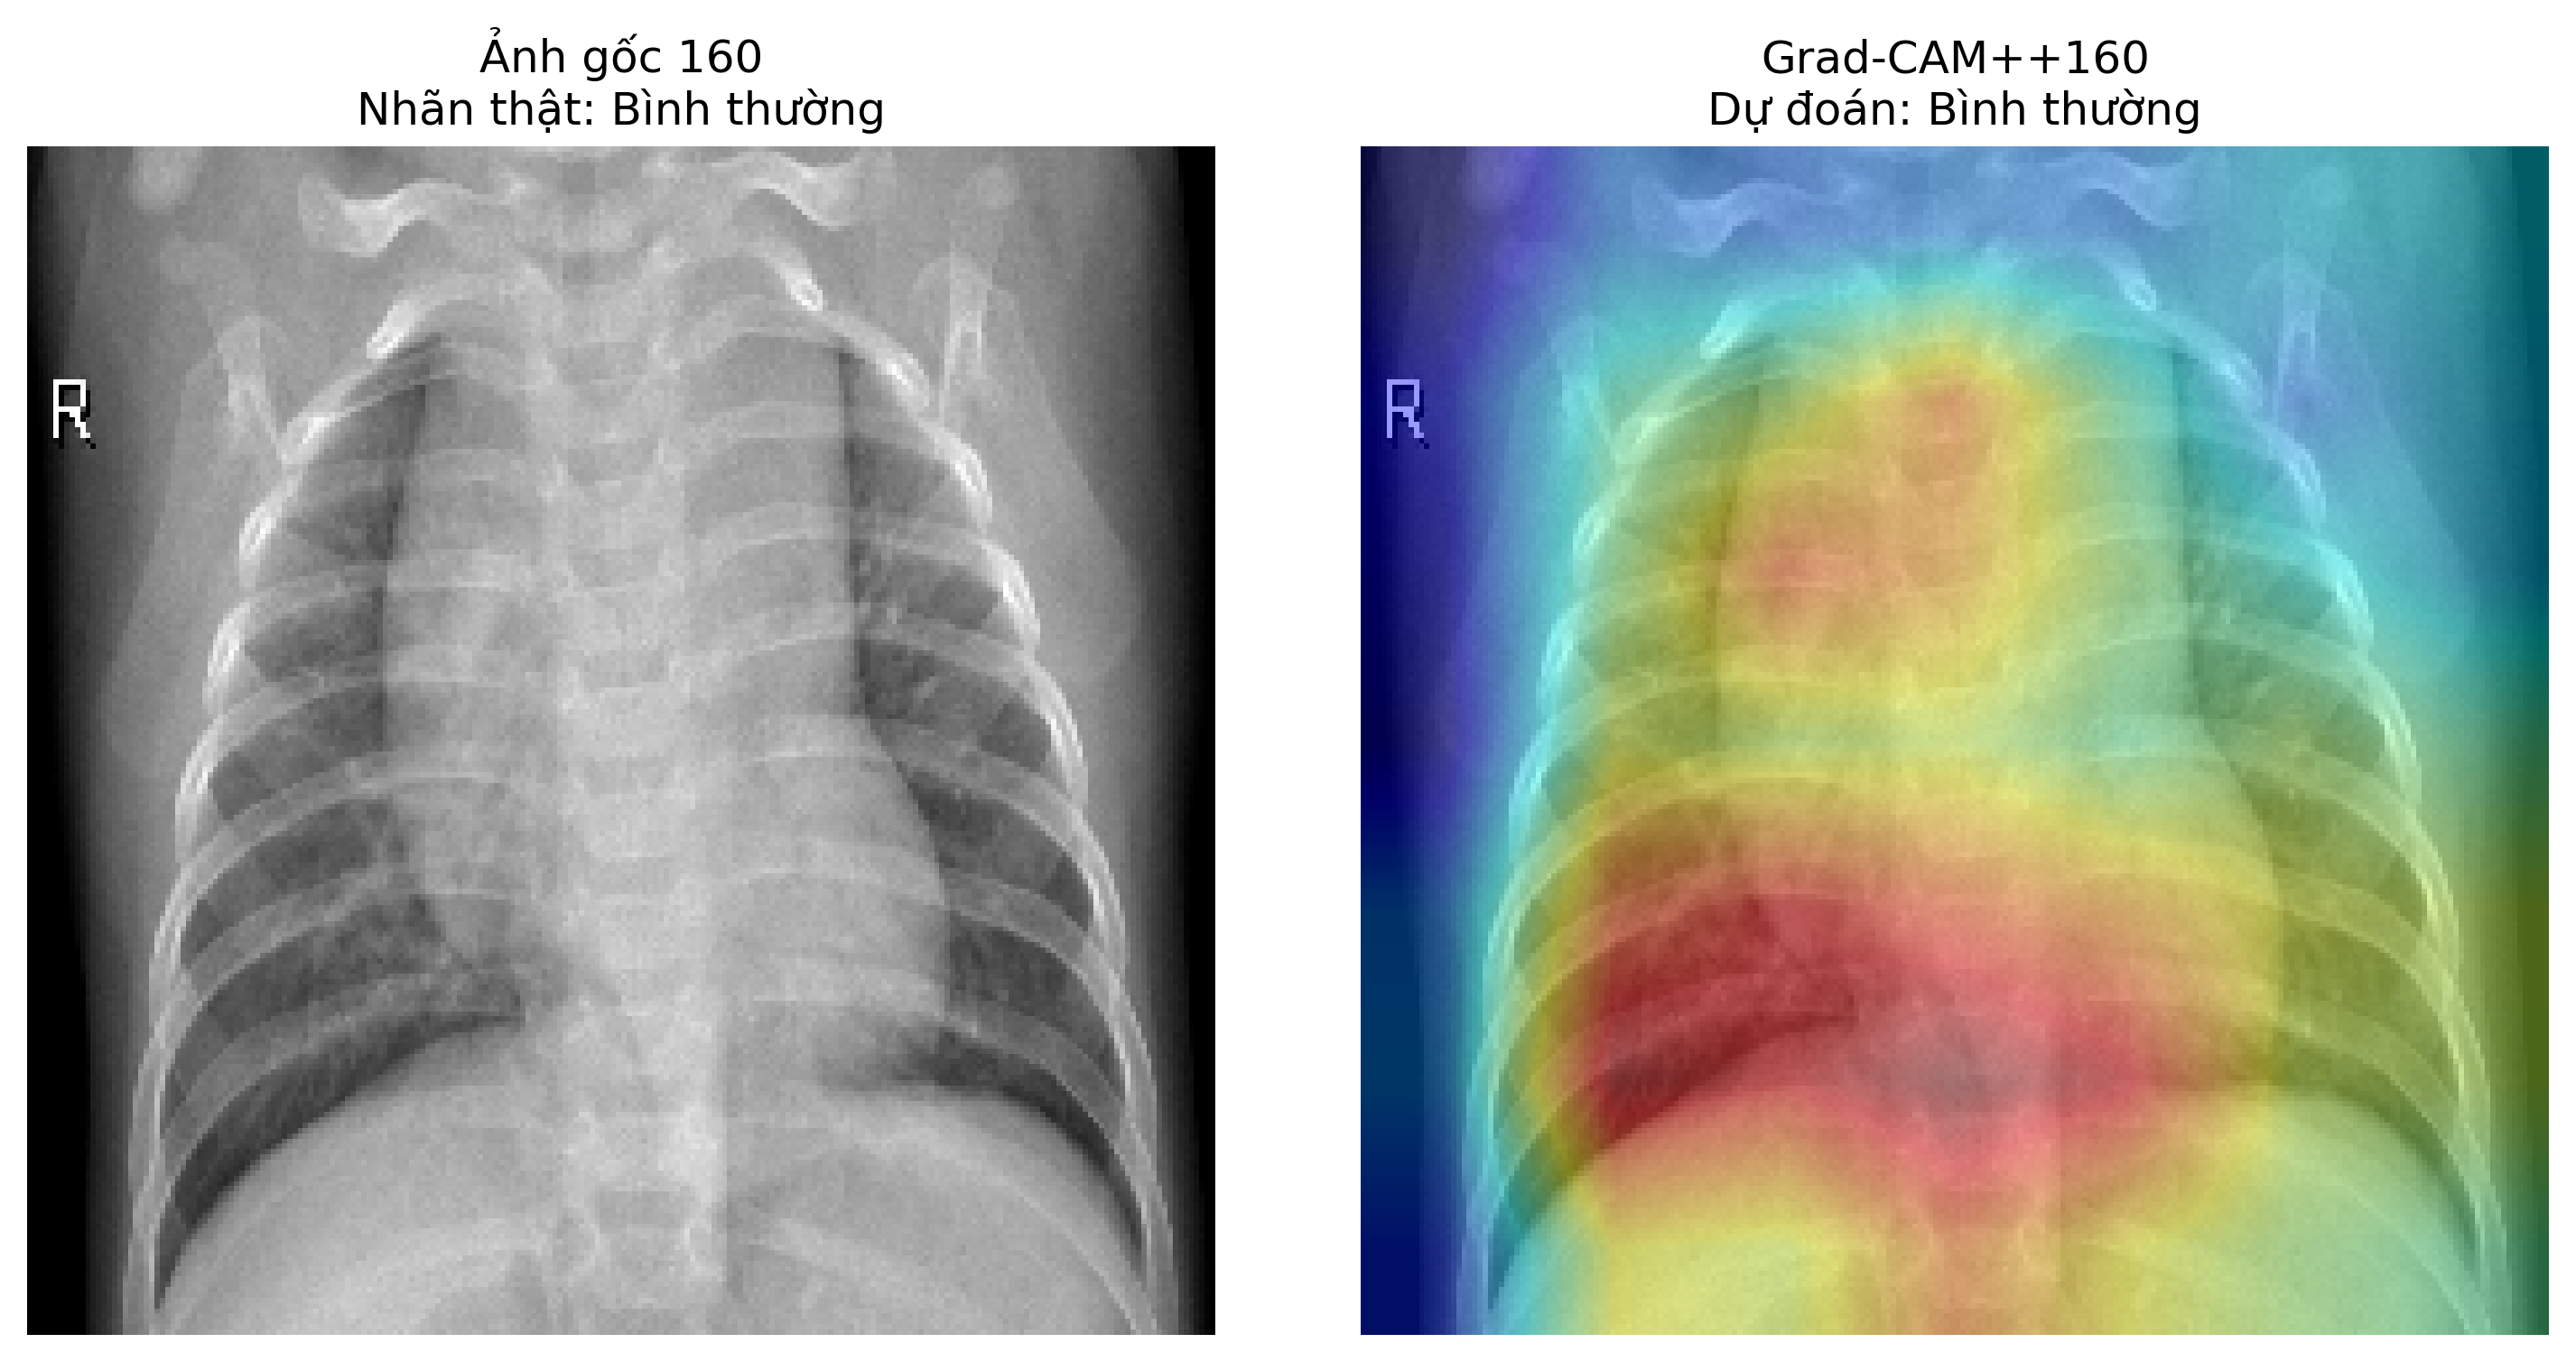 Ảnh gốc 160
Nhãn thật: Bình thường
Grad-CAM++160
Dự đoán: Bình thường
R
R